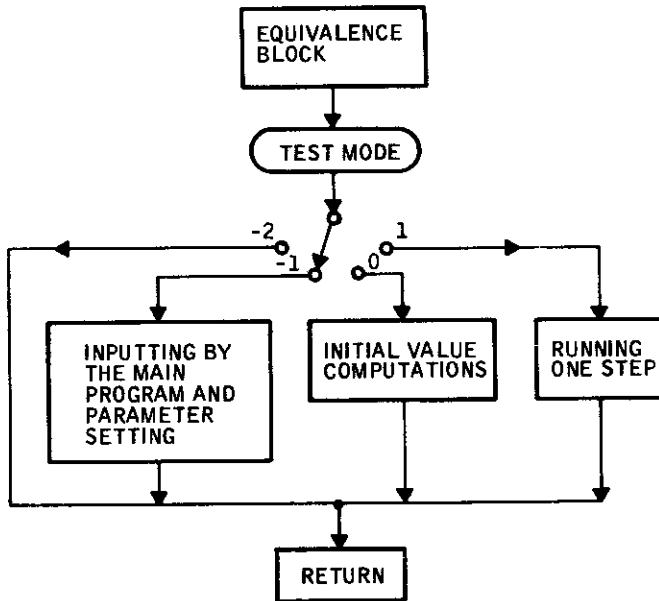 EQUIVALENCE
BLOCK
TEST MODE
-2
1
-1
0
INPUTTING BY
THE MAIN
PROGRAM AND
PARAMETER
SETTING
INITIAL VALUE
COMPUTATIONS
RUNNING
ONE STEP
RETURN